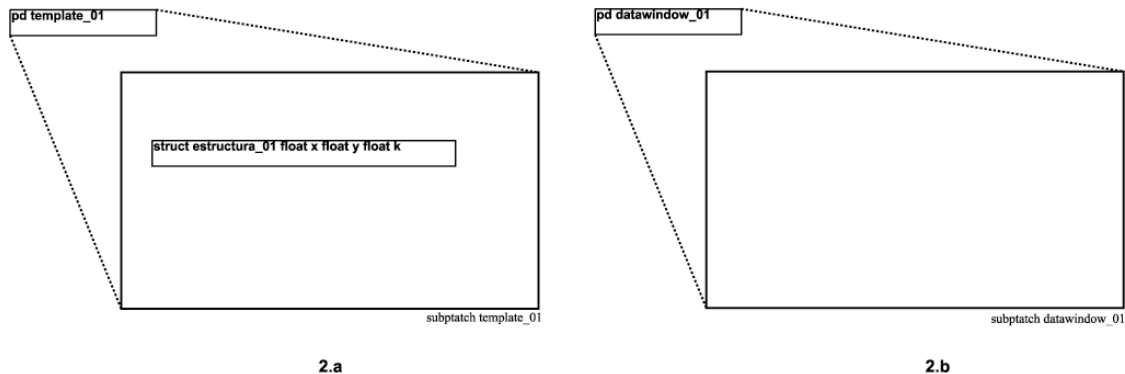 pd template_01
struct estructura_01 float x float y float k
subptatch template_01
2.a
pd datawindow_01
subptatch datawindow_01
2.b